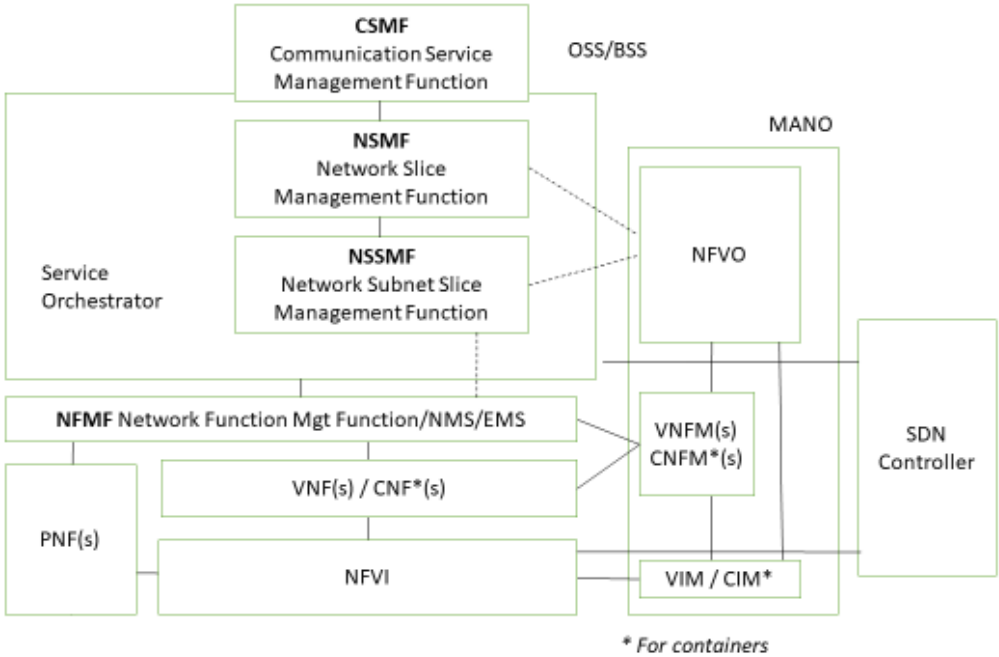 CSMF
Communication Service
Management Function
OSS/BSS
MANO
NSMF
Network Slice
Management Function
NSSMF
Network Subnet Slice
Management Function
Service
Orchestrator
NFVO
NFMF Network Function Mgt Function/NMS/EMS
VNFM(s)
CNFM*(s)
SDN
Controller
VNF(s) / CNF*(s)
PNF(s)
NFVI
VIM / CIM*
* For containers